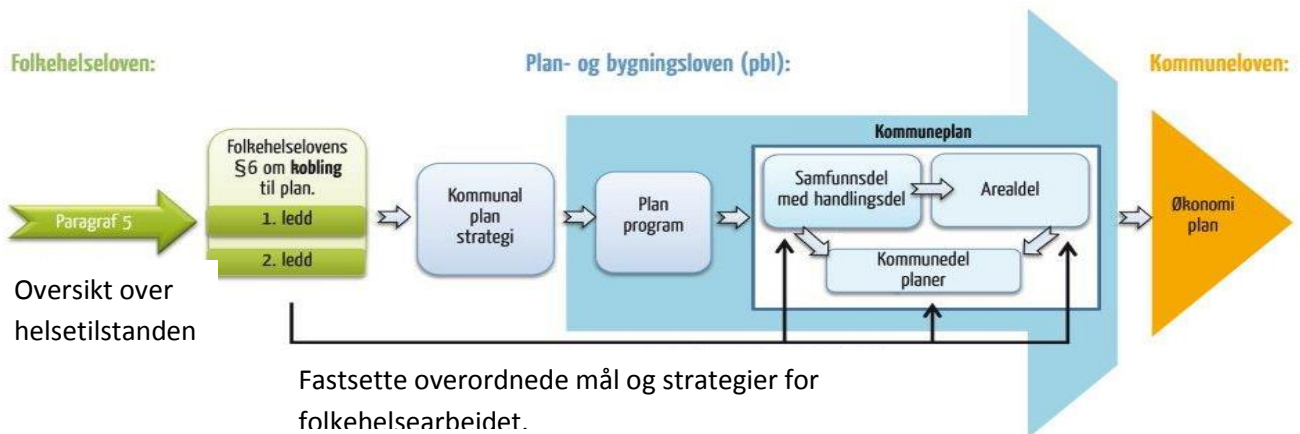 Folkehelseloven:
Plan- og bygningsloven (pbl):
Kommuneloven:
Paragraf 5
Oversikt over
helsetilstanden
Folkehelselovens
§6 om kobling
til plan.
1. ledd
2. ledd
Kommunal
plan
strategi
Plan
program
Kommuneplan
Samfunnsdel
med handlingsdel
Arealdel
Kommunedel
planer
Økonomi
plan
Fastsette overordnede mål og strategier for
folkehelsearbeidet.